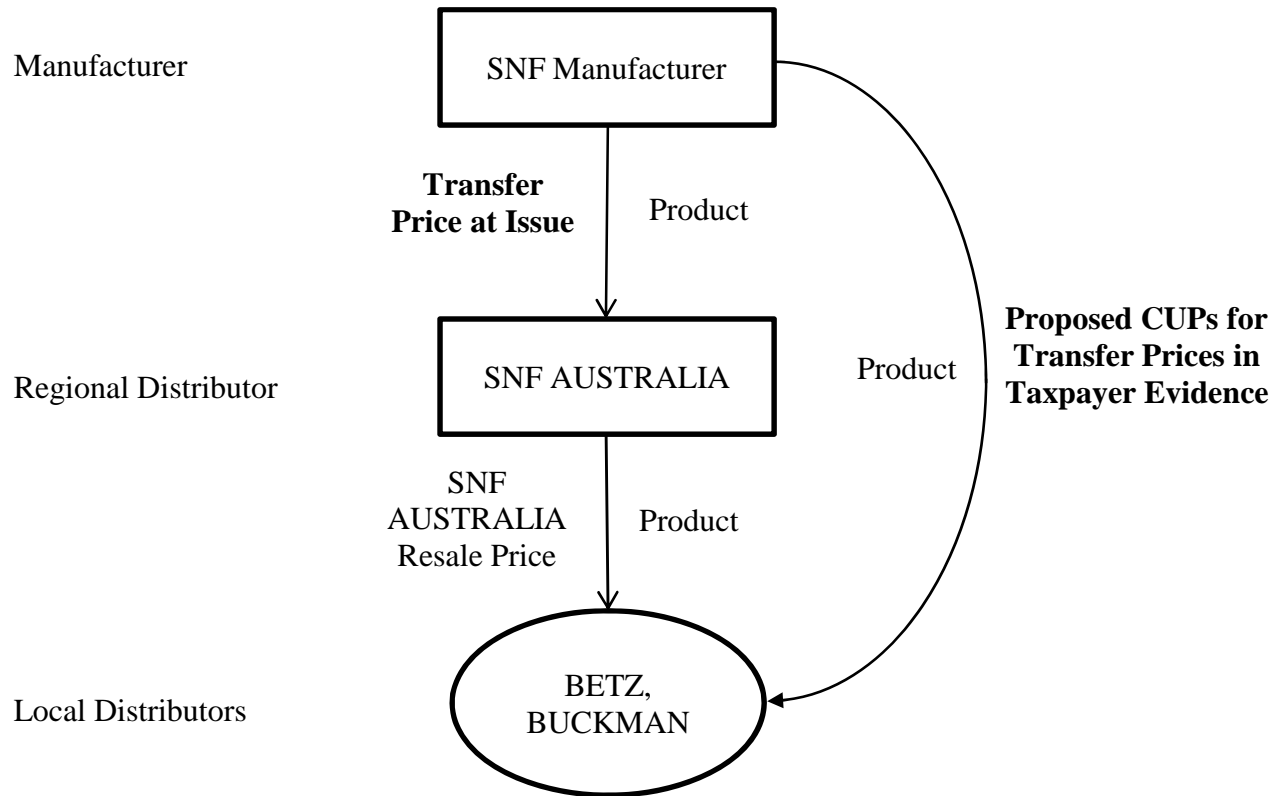 Manufacturer
SNF Manufacturer
Transfer
Price at Issue
Product
Regional Distributor
SNF AUSTRALIA
Product
Proposed CUPs for
Transfer Prices in
Taxpayer Evidence
SNF
AUSTRALIA
Resale Price
Product
Local Distributors
BETZ,
BUCKMAN